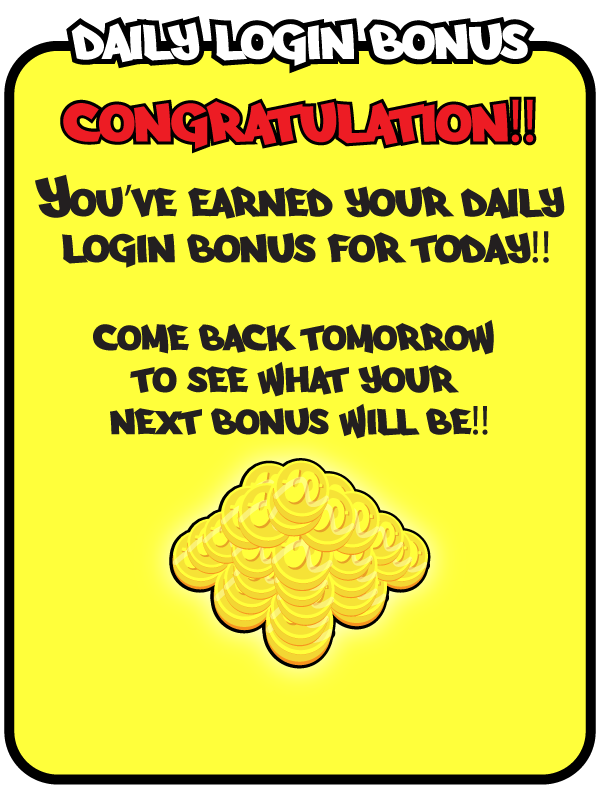 DAILY LOGIN BONUS
CONGRATULATION!!
YOU'VE EARNED YOUR DAILY
LOGIN BONUS FOR TODAY!!
COME BACK TOMORROW
TO SEE WHAT YOUR
NEXT BONUS WILL BE!!